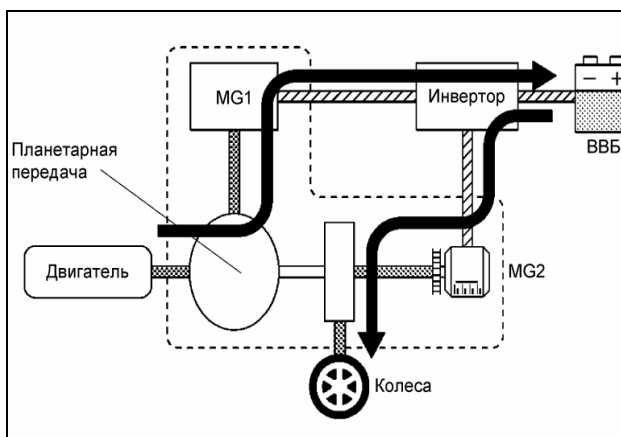 MG1
Инвертор
− +
ВВБ
Планетарная
передача
Двигатель
MG2
Колеса